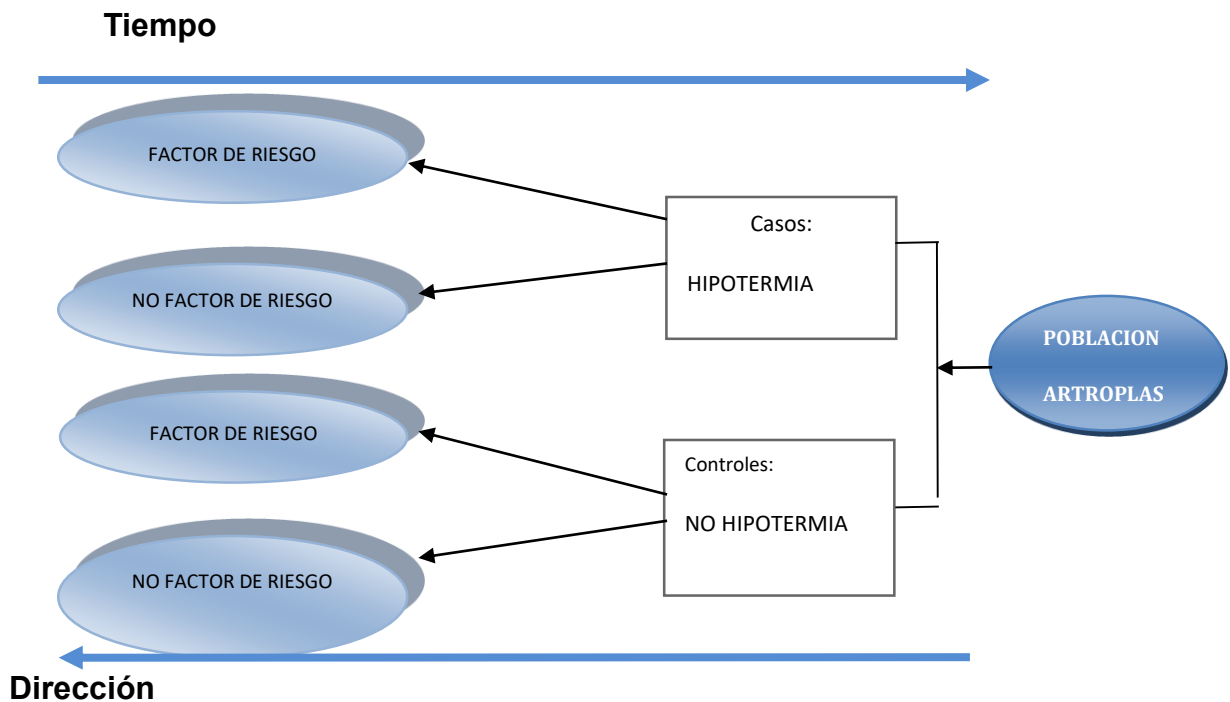 Tiempo
FACTOR DE RIESGO
NO FACTOR DE RIESGO
FACTOR DE RIESGO
NO FACTOR DE RIESGO
Casos:
HIPOTERMIA
Controles:
NO HIPOTERMIA
POBLACION
ARTROPLAS
Dirección